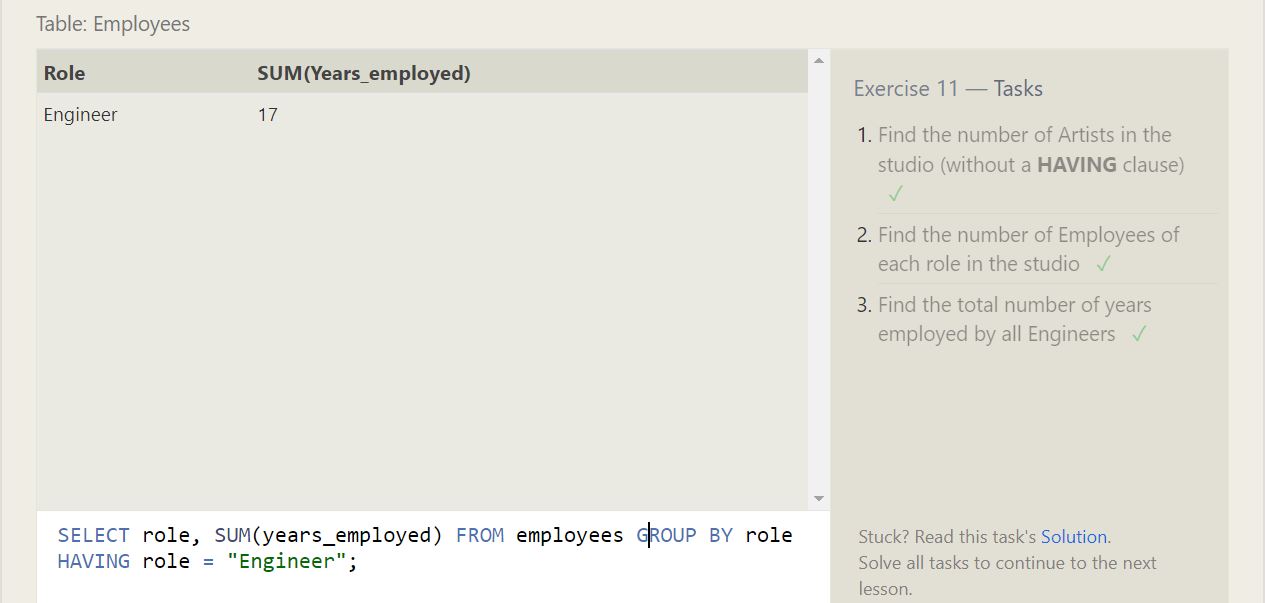 Table: Employees
Role SUM(Years_employed)
Engineer 17
SELECT role, SUM(years_employed) FROM employees GROUP BY role
HAVING role = "Engineer";
Exercise 11 — Tasks
1. Find the number of Artists in the
studio (without a HAVING clause)
✓
2. Find the number of Employees of
each role in the studio ✓
3. Find the total number of years
employed by all Engineers ✓
Stuck? Read this task's Solution.
Solve all tasks to continue to the next
lesson.